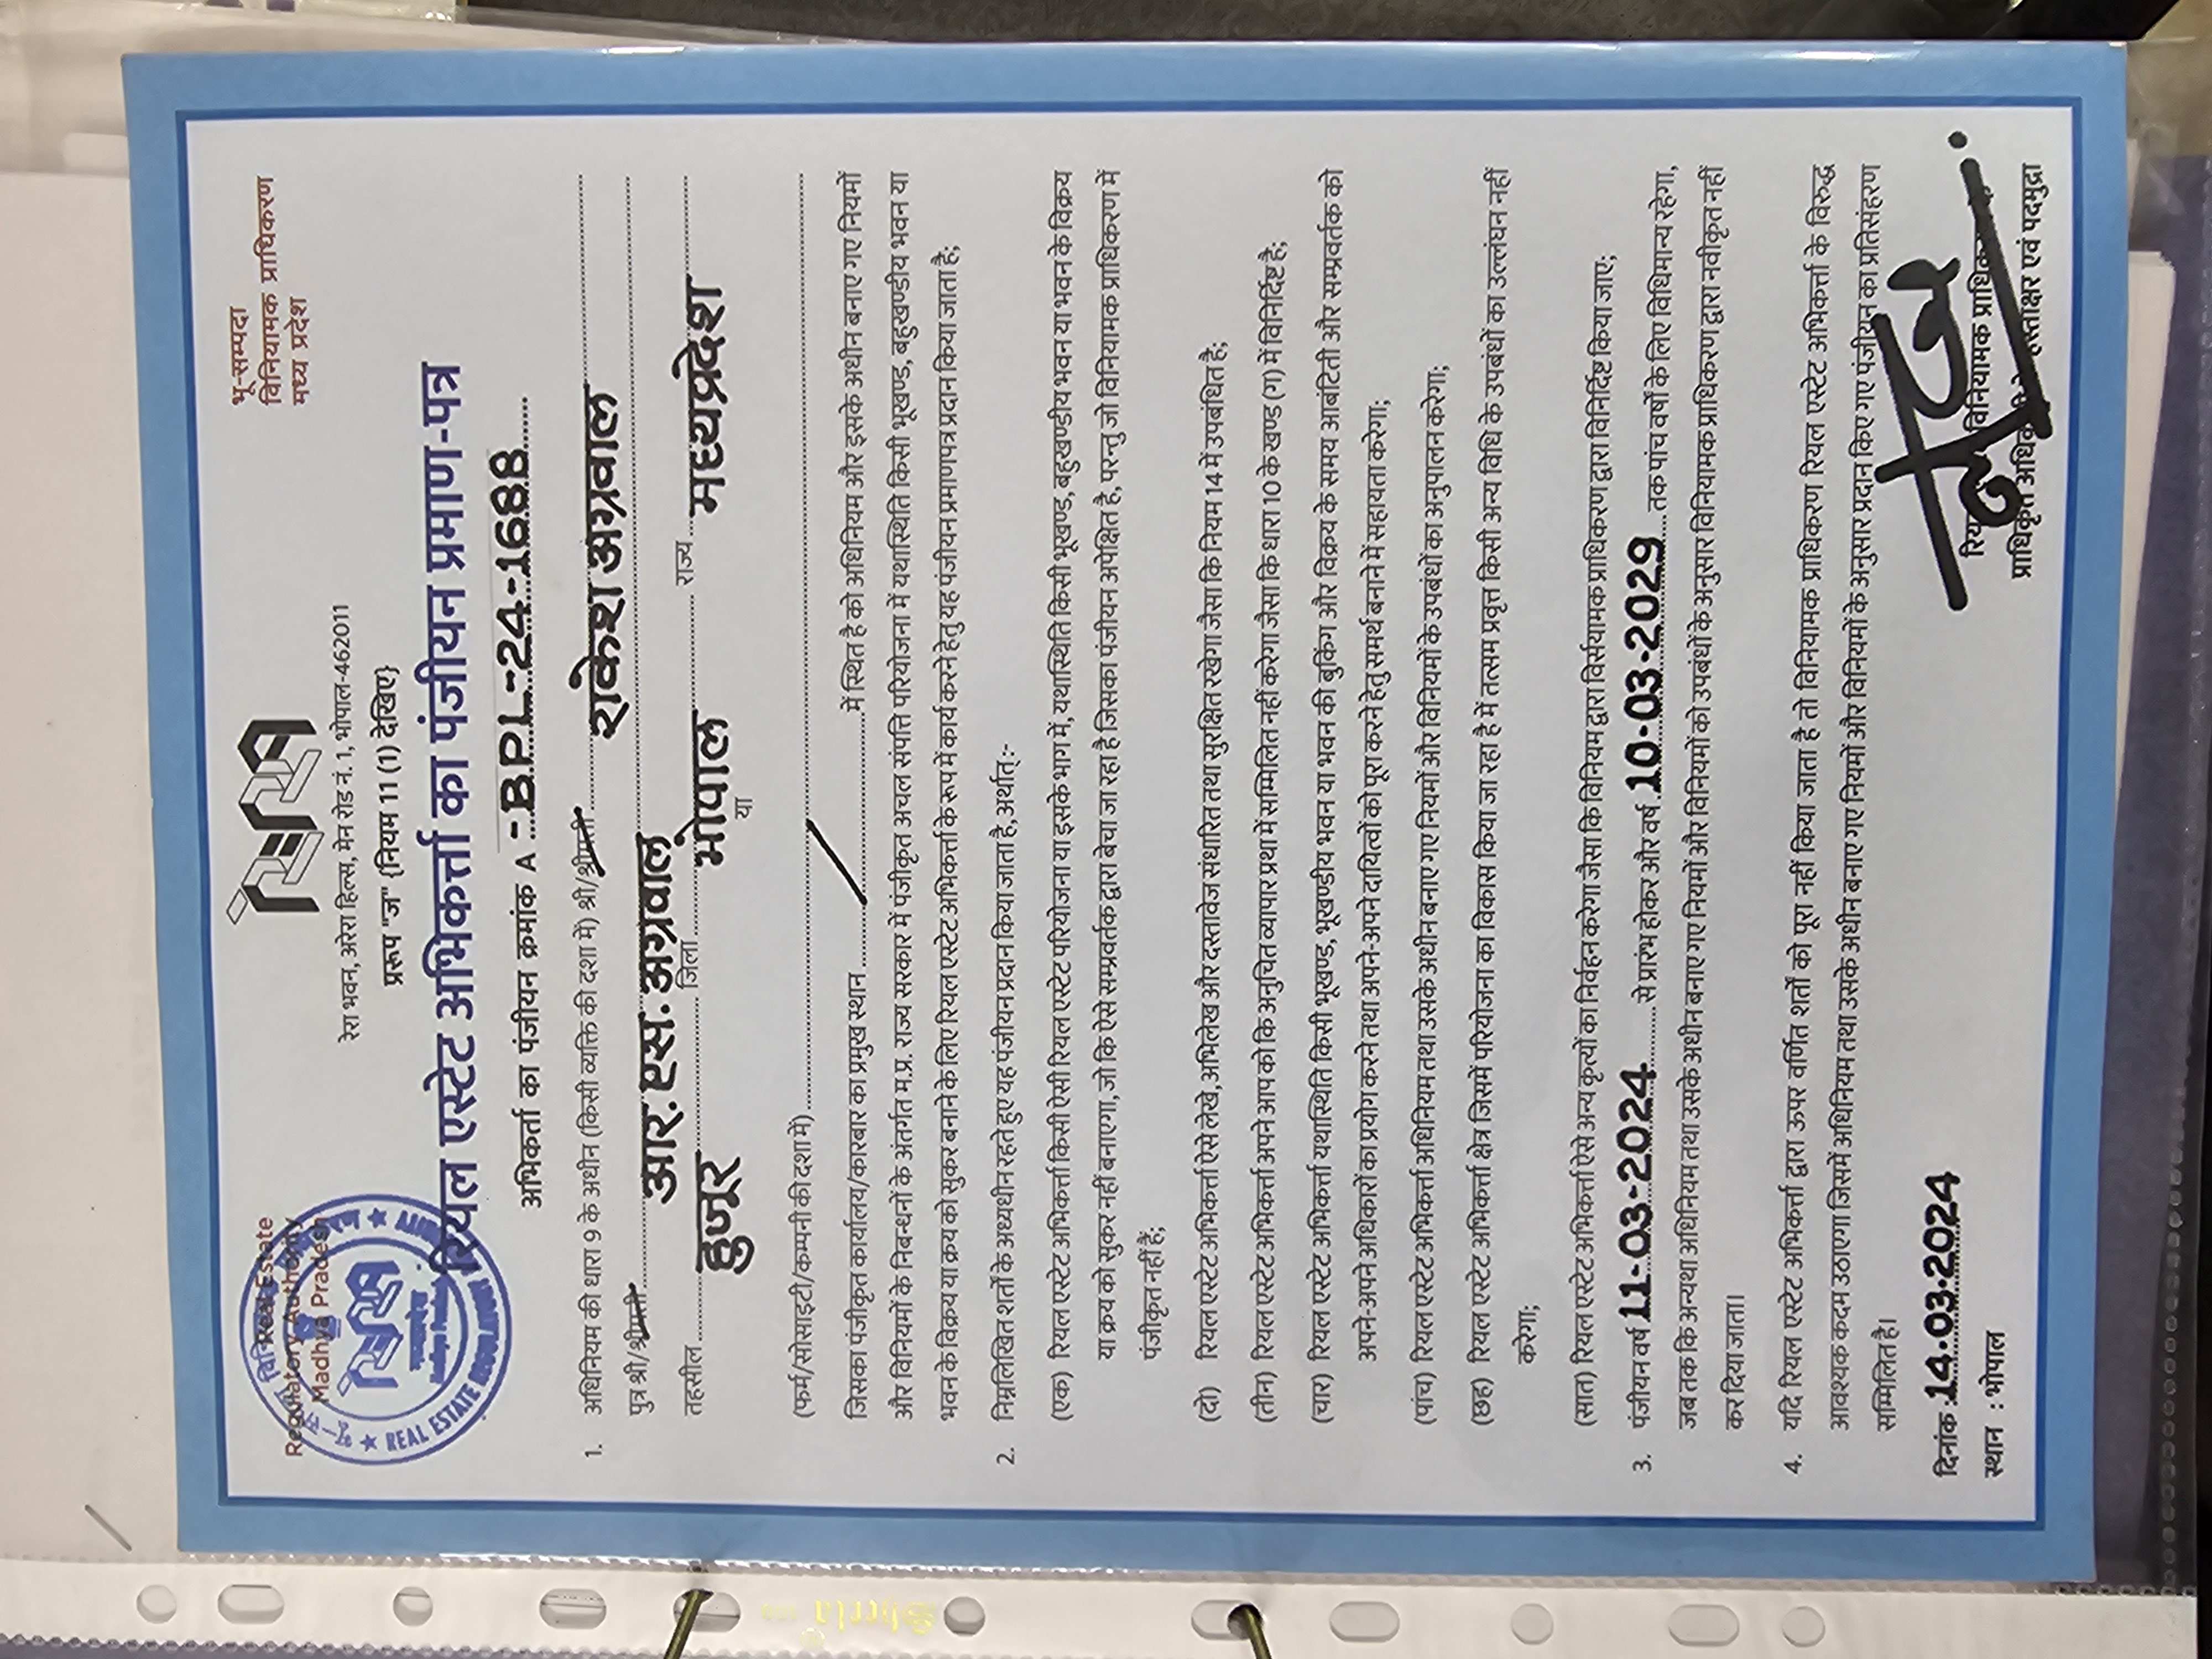 Real Estate
Regulatory Authority
Madhya Pradesh
भू-सम्पदा
विनियामक प्राधिकरण
मध्य प्रदेश
REAL ESTATE REGULATORY
रेरा भवन, अरेरा हिल्स, मेन रोड नं. 1, भोपाल-462011
प्ररूप "ज" {नियम 11 (1) देखिए}
रियल एस्टेट अभिकर्त्ता का पंजीयन प्रमाण-पत्र
अभिकर्ता का पंजीयन क्रमांक A - BPL-24-1688
1. अधिनियम की धारा 9 के अधीन (किसी व्यक्ति की दशा में) श्री/श्रीमती राकेश अग्रवाल
पुत्र श्री/श्रीमती आर. एस. अग्रवाल
तहसील हुजूर जिला भोपाल राज्य मध्यप्रदेश
या
(फर्म/सोसाइटी/कम्पनी की दशा में)
जिसका पंजीकृत कार्यालय/कारबार का प्रमुख स्थान में स्थित है को अधिनियम और इसके अधीन बनाए गए नियमों
और विनियमों के निबन्धनों के अंतर्गत म.प्र. राज्य सरकार में पंजीकृत अचल संपत्ति परियोजना में यथास्थिति किसी भूखण्ड, बहुखण्डीय भवन या
भवन के विक्रय या क्रय को सुकर बनाने के लिए रियल एस्टेट अभिकर्त्ता के रूप में कार्य करने हेतु यह पंजीयन प्रमाणपत्र प्रदान किया जाता है;
2. निम्नलिखित शर्तों के अध्यधीन रहते हुए यह पंजीयन प्रदान किया जाता है, अर्थात्:-
(एक) रियल एस्टेट अभिकर्त्ता किसी ऐसी रियल एस्टेट परियोजना या इसके भाग में, यथास्थिति किसी भूखण्ड, बहुखण्डीय भवन या भवन के विक्रय
या क्रय को सुकर नहीं बनाएगा, जो कि ऐसे सम्प्रवर्तक द्वारा बेचा जा रहा है जिसका पंजीयन अपेक्षित है, परन्तु जो विनियामक प्राधिकरण में
पंजीकृत नहीं है;
(दो) रियल एस्टेट अभिकर्त्ता ऐसे लेखे, अभिलेख और दस्तावेज संधारित तथा सुरक्षित रखेगा जैसा कि नियम 14 में उपबंधित है;
(तीन) रियल एस्टेट अभिकर्त्ता अपने आप को कि अनुचित व्यापार प्रथा में सम्मिलित नहीं करेगा जैसा कि धारा 10 के खण्ड (ग) में विनिर्दिष्ट है;
(चार) रियल एस्टेट अभिकर्त्ता यथास्थिति किसी भूखण्ड, भूखण्डीय भवन या भवन की बुकिंग और विक्रय के समय आबंटिती और सम्प्रवर्तक को
अपने-अपने अधिकारों का प्रयोग करने तथा अपने-अपने दायित्वों को पूरा करने हेतु समर्थ बनाने में सहायता करेगा;
(पांच) रियल एस्टेट अभिकर्त्ता अधिनियम तथा उसके अधीन बनाए गए नियमों और विनियमों के उपबंधों का अनुपालन करेगा;
(छह) रियल एस्टेट अभिकर्त्ता क्षेत्र जिसमें परियोजना का विकास किया जा रहा है में तत्सम प्रवृत्त किसी अन्य विधि के उपबंधों का उल्लंघन नहीं
करेगा;
(सात) रियल एस्टेट अभिकर्त्ता ऐसे अन्य कृत्यों का निर्वहन करेगा जैसा कि विनियम द्वारा विर्सयामक प्राधिकरण द्वारा विनिर्दिष्ट किया जाए;
3. पंजीयन वर्ष 11-03-2024 से प्रारंभ होकर और वर्ष 10-03-2029 तक पांच वर्षों के लिए विधिमान्य रहेगा,
जब तक कि अन्यथा अधिनियम तथा उसके अधीन बनाए गए नियमों और विनियमों को उपबंधों के अनुसार विनियामक प्राधिकरण द्वारा नवीकृत नहीं
कर दिया जाता।
4. यदि रियल एस्टेट अभिकर्त्ता द्वारा ऊपर वर्णित शर्तों को पूरा नहीं किया जाता है तो विनियामक प्राधिकरण रियल एस्टेट अभिकर्त्ता के विरुद्ध
आवश्यक कदम उठाएगा जिसमें अधिनियम तथा उसके अधीन बनाए गए नियमों और विनियमों के अनुसार प्रदान किए गए पंजीयन का प्रतिसंहरण
सम्मिलित है।
दिनांक : 14-03-2024
स्थान : भोपाल
विनियामक
प्राधिकृत हस्ताक्षर एवं पदमुद्रा